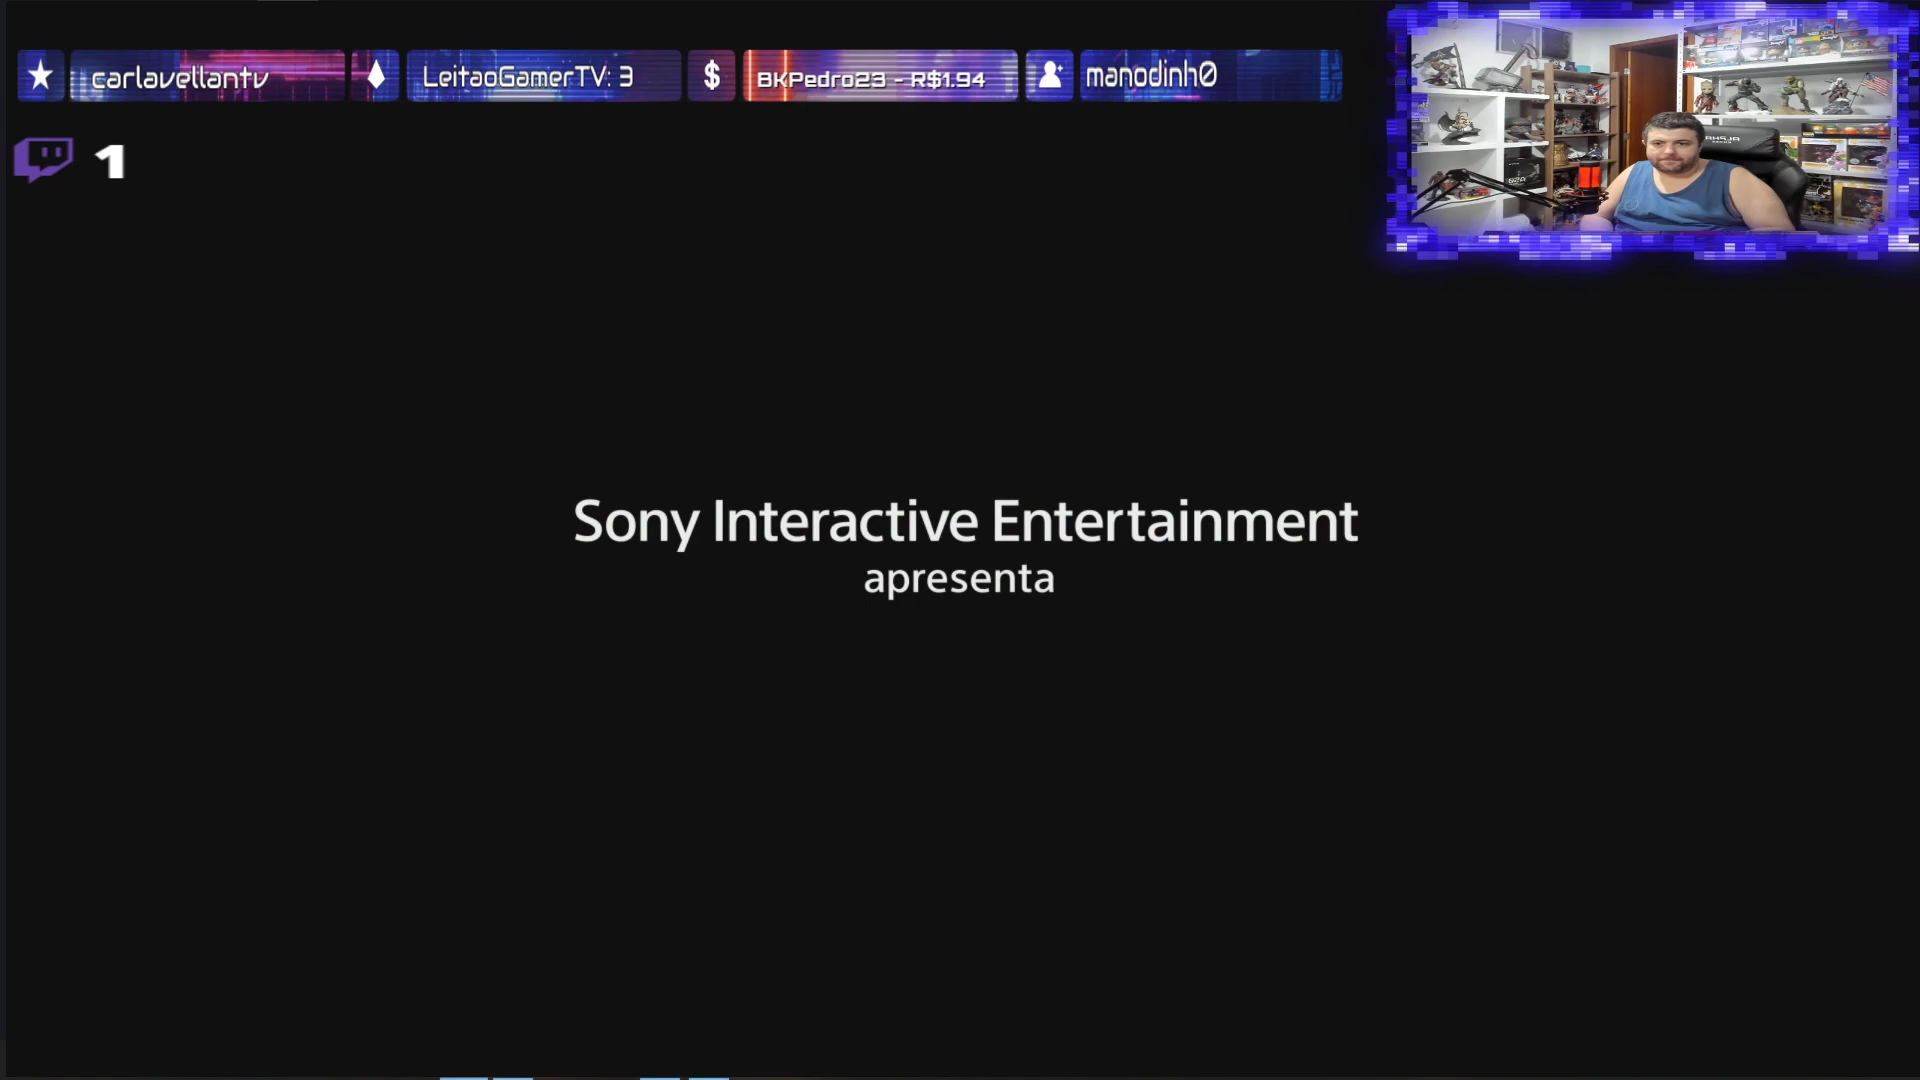 carlavellantv
LeitaoGamerTV: 3
$
BKPedro23 - R$1.94
manodinh0
1
Sony Interactive Entertainment
apresenta